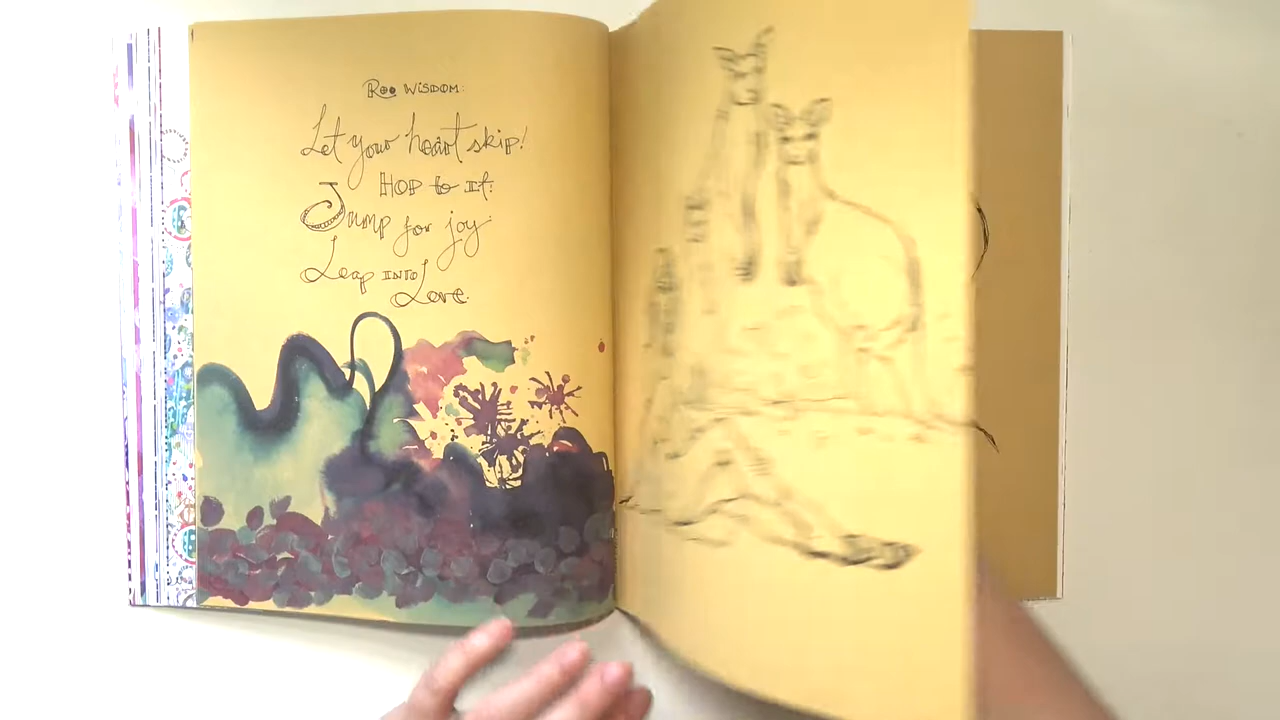 Roo WISDOM:
Let your heart skip!
HOP to it.
Jump for joy
Leap INTO
Love.